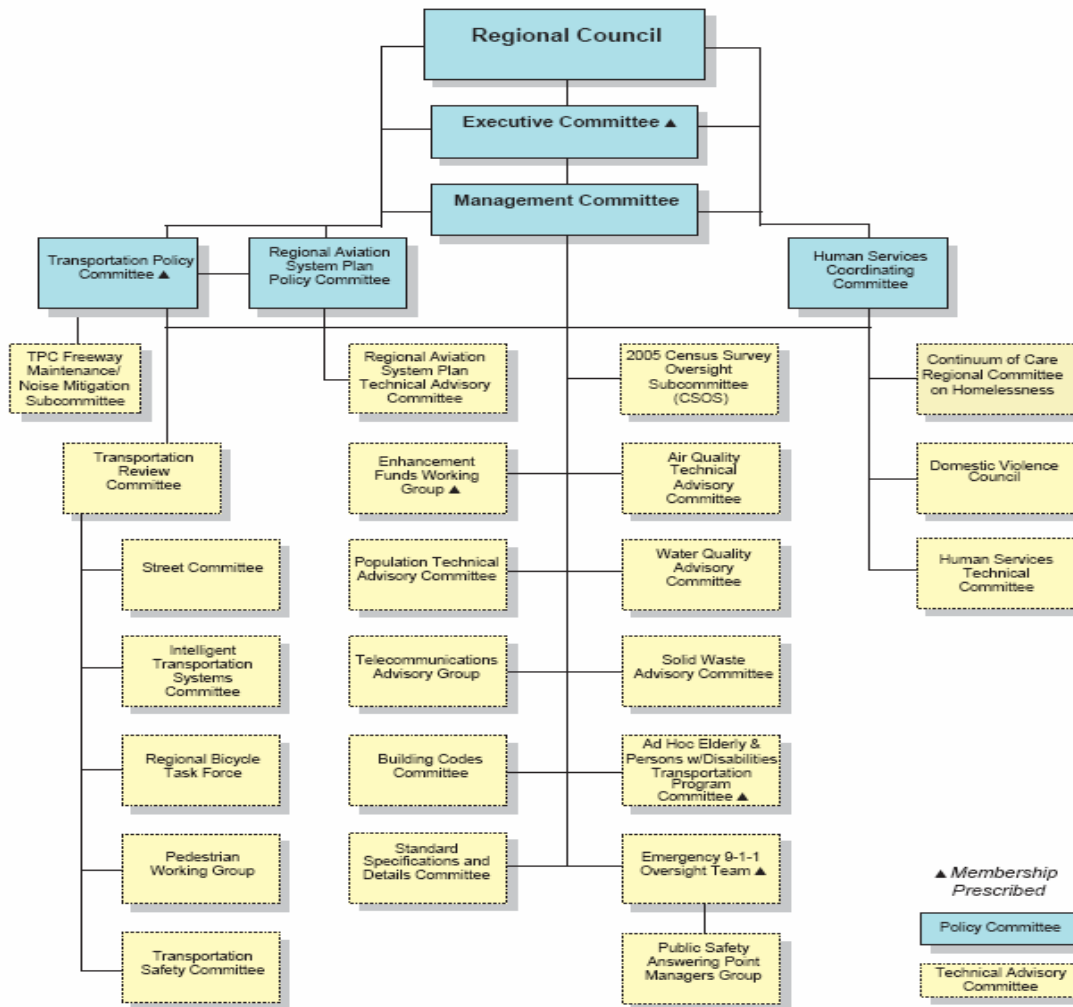 Regional Council
Executive Committee ▲
Management Committee
Transportation Policy
Committee ▲
Regional Aviation
System Plan
Policy Committee
Human Services
Coordinating
Committee
TPC Freeway
Maintenance/
Noise Mitigation
Subcommittee
Regional Aviation
System Plan
Technical Advisory
Committee
2005 Census Survey
Oversight
Subcommittee
(CSOS)
Continuum of Care
Regional Committee
on Homelessness
Transportation
Review
Committee
Enhancement
Funds Working
Group ▲
Air Quality
Technical
Advisory
Committee
Domestic Violence
Council
Street Committee
Population Technical
Advisory Committee
Water Quality
Advisory
Committee
Human Services
Technical
Committee
Intelligent
Transportation
Systems
Committee
Telecommunications
Advisory Group
Solid Waste
Advisory Committee
Regional Bicycle
Task Force
Building Codes
Committee
Ad Hoc Elderly &
Persons w/Disabilities
Transportation
Program
Committee ▲
Pedestrian
Working Group
Standard
Specifications and
Details Committee
Emergency 9-1-1
Oversight Team ▲
Transportation
Safety Committee
Public Safety
Answering Point
Managers Group
▲ Membership
Prescribed
Policy Committee
Technical Advisory
Committee